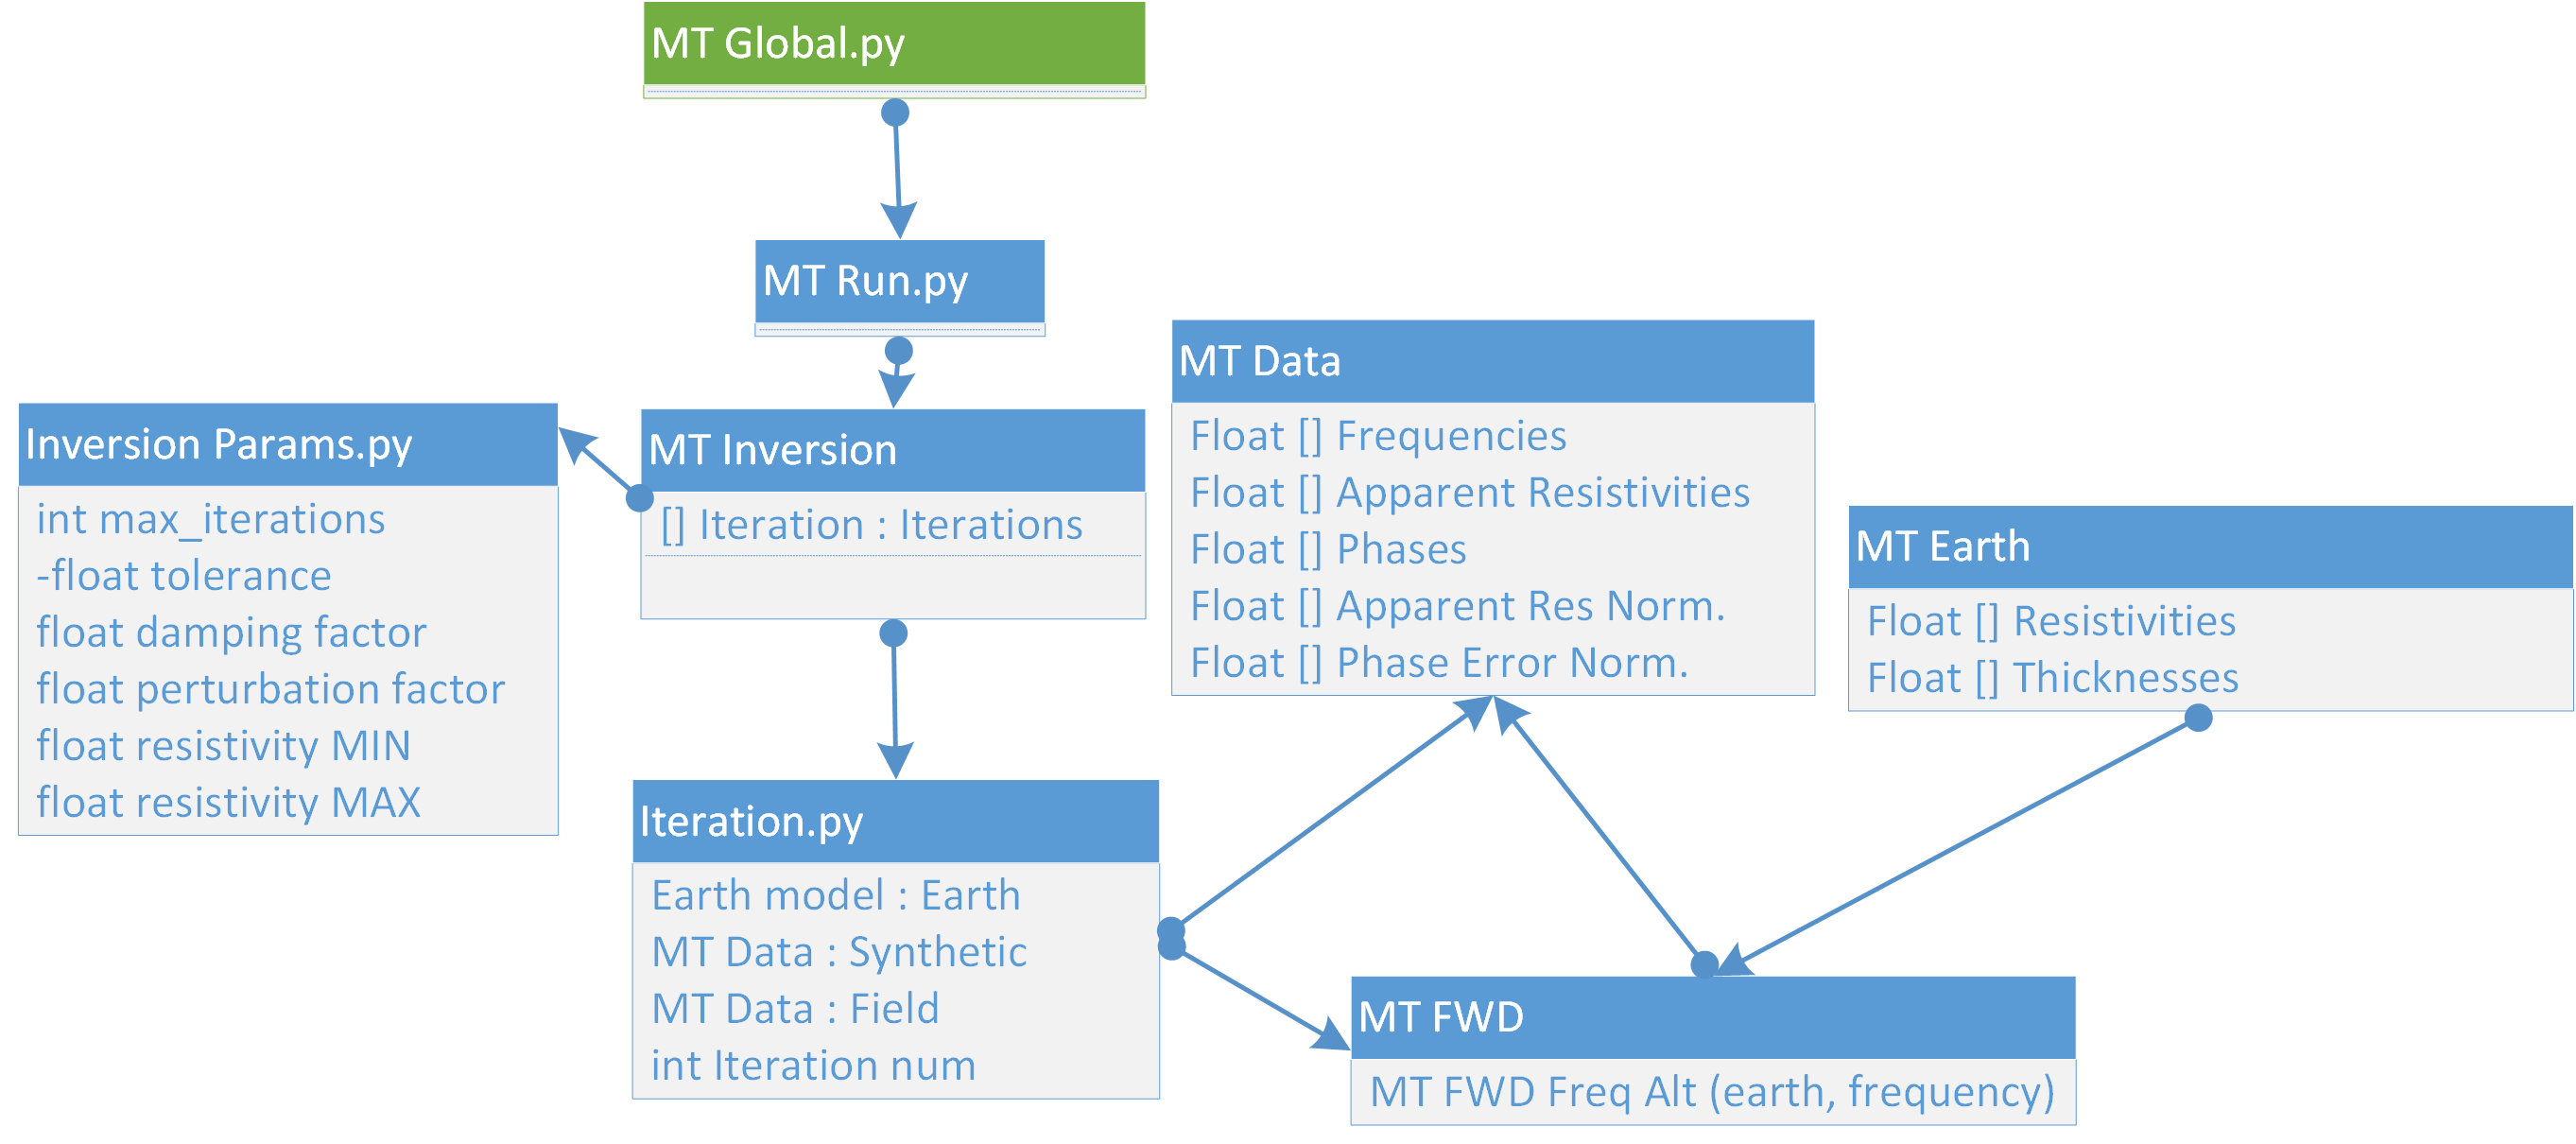 MT Global.py
MT Run.py
MT Inversion
[] Iteration : Iterations
Inversion Params.py
int max_iterations
-float tolerance
float damping factor
float perturbation factor
float resistivity MIN
float resistivity MAX
MT Data
Float [] Frequencies
Float [] Apparent Resistivities
Float [] Phases
Float [] Apparent Res Norm.
Float [] Phase Error Norm.
MT Earth
Float [] Resistivities
Float [] Thicknesses
Iteration.py
Earth model : Earth
MT Data : Synthetic
MT Data : Field
int Iteration num
MT FWD
MT FWD Freq Alt (earth, frequency)